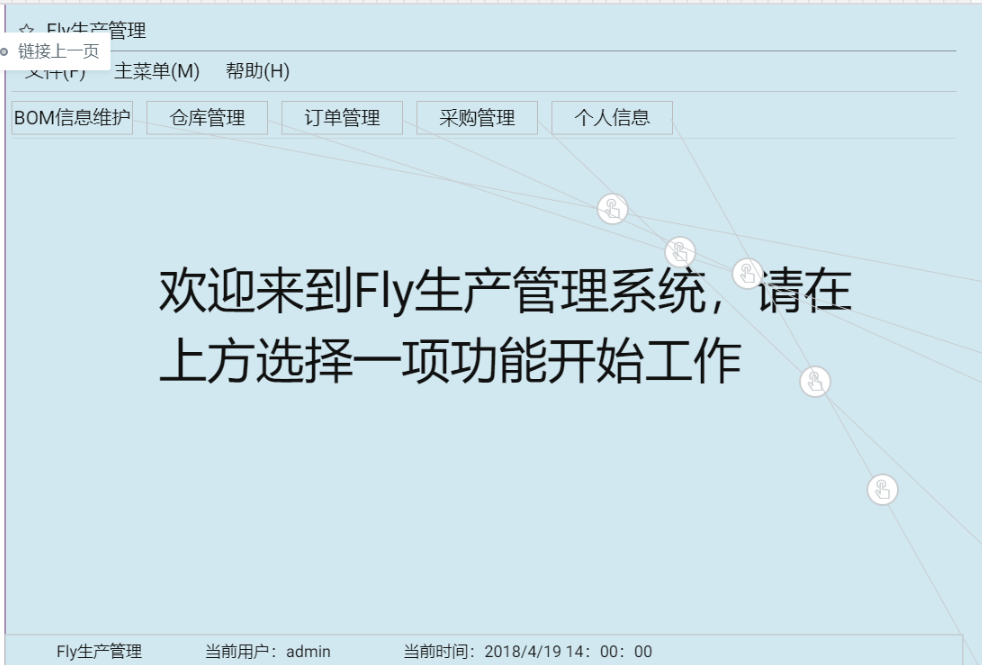 Fly生产管理
链接上一页
文件(F) 主菜单(M) 帮助(H)
BOM信息维护 仓库管理 订单管理 采购管理 个人信息
欢迎来到Fly生产管理系统，请在
上方选择一项功能开始工作
Fly生产管理 当前用户：admin 当前时间：2018/4/19 14：00：00